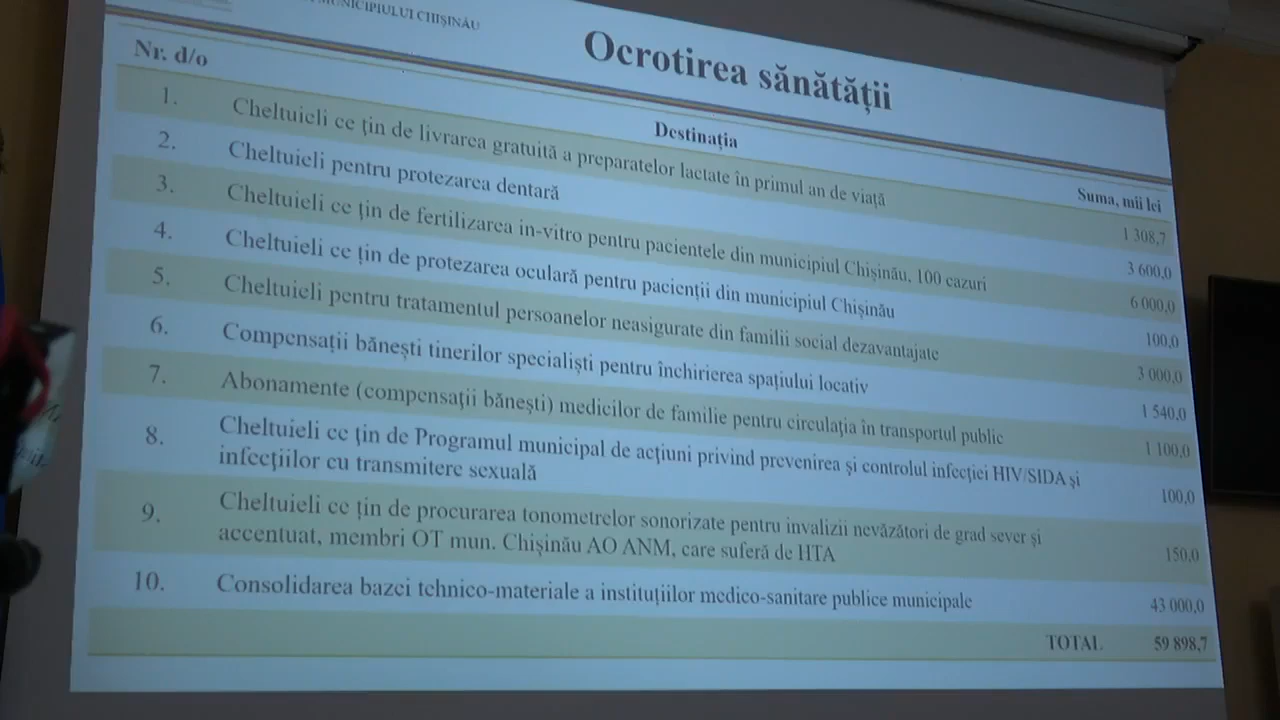 MUNICIPIULUI CHIȘINĂU
Ocrotirea sănătății
Nr. d/o Destinația Suma, mii lei
1. Cheltuieli ce țin de livrarea gratuită a preparatelor lactate în primul an de viață 1 308,7
2. Cheltuieli pentru protezarea dentară 3 600,0
3. Cheltuieli ce țin de fertilizarea in-vitro pentru pacientele din municipiul Chișinău, 100 cazuri 6 000,0
4. Cheltuieli ce țin de protezarea oculară pentru pacienții din municipiul Chișinău 100,0
5. Cheltuieli pentru tratamentul persoanelor neasigurate din familii social dezavantajate 3 000,0
6. Compensații bănești tinerilor specialiști pentru închirierea spațiului locativ 1 540,0
7. Abonamente (compensații bănești) medicilor de familie pentru circulația în transportul public 1 100,0
8. Cheltuieli ce țin de Programul municipal de acțiuni privind prevenirea și controlul infecției HIV/SIDA și
infecțiilor cu transmitere sexuală 100,0
9. Cheltuieli ce țin de procurarea tonometrelor sonorizate pentru invalizii nevăzători de grad sever și
accentuat, membri OT mun. Chișinău AO ANM, care suferă de HTA 150,0
10. Consolidarea bazei tehnico-materiale a instituțiilor medico-sanitare publice municipale 43 000,0
TOTAL 59 898,7